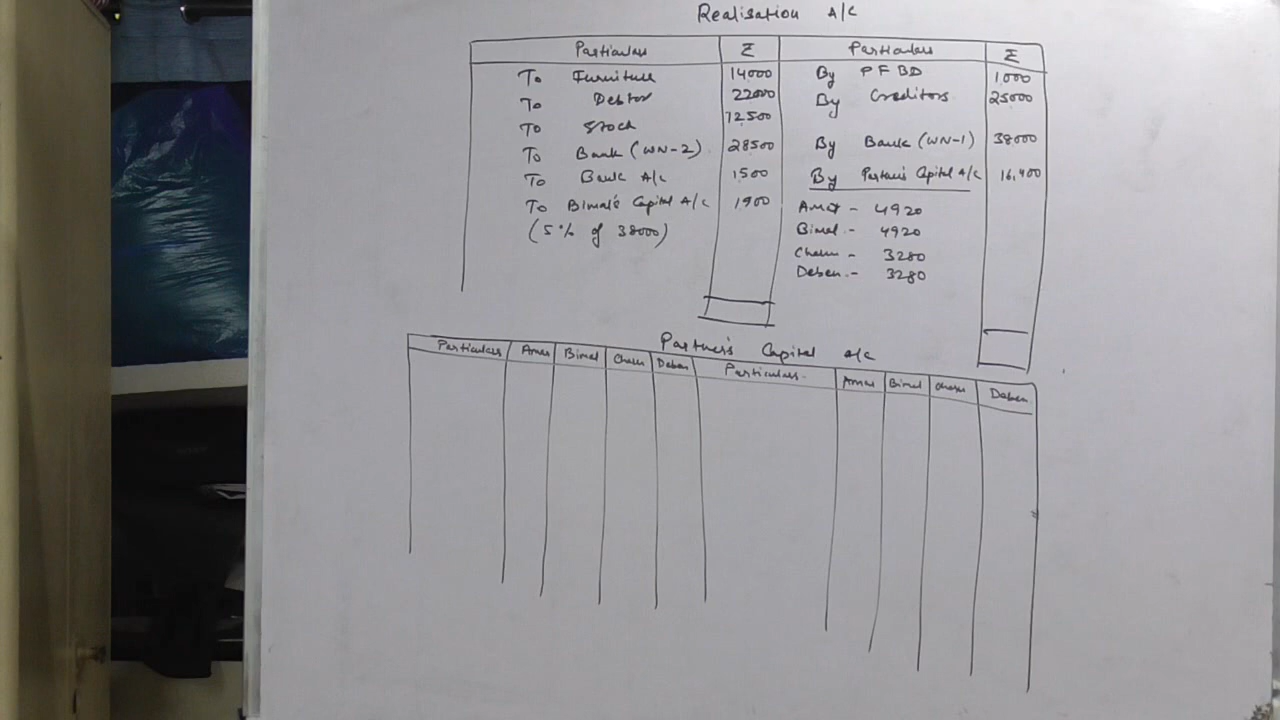 Realisation A/C
Particulars ₹ Particulars ₹
To Furniture 14000 By P F B D 1000
To Debtor 22000 By Creditors 25000
To Stock 12500
To Bank (WN-2) 28500 By Bank (WN-1) 38000
To Bank A/c 1500 By Partner's Capital A/c 16,400
To Bimal's Capital A/c 1900 Amar - 4920
(5% of 38000) Bimal - 4920
Charu - 3280
Deben - 3280
Partner's Capital A/c
Particulars Amar Bimal Charu Deben Particulars Amar Bimal Charu Deben